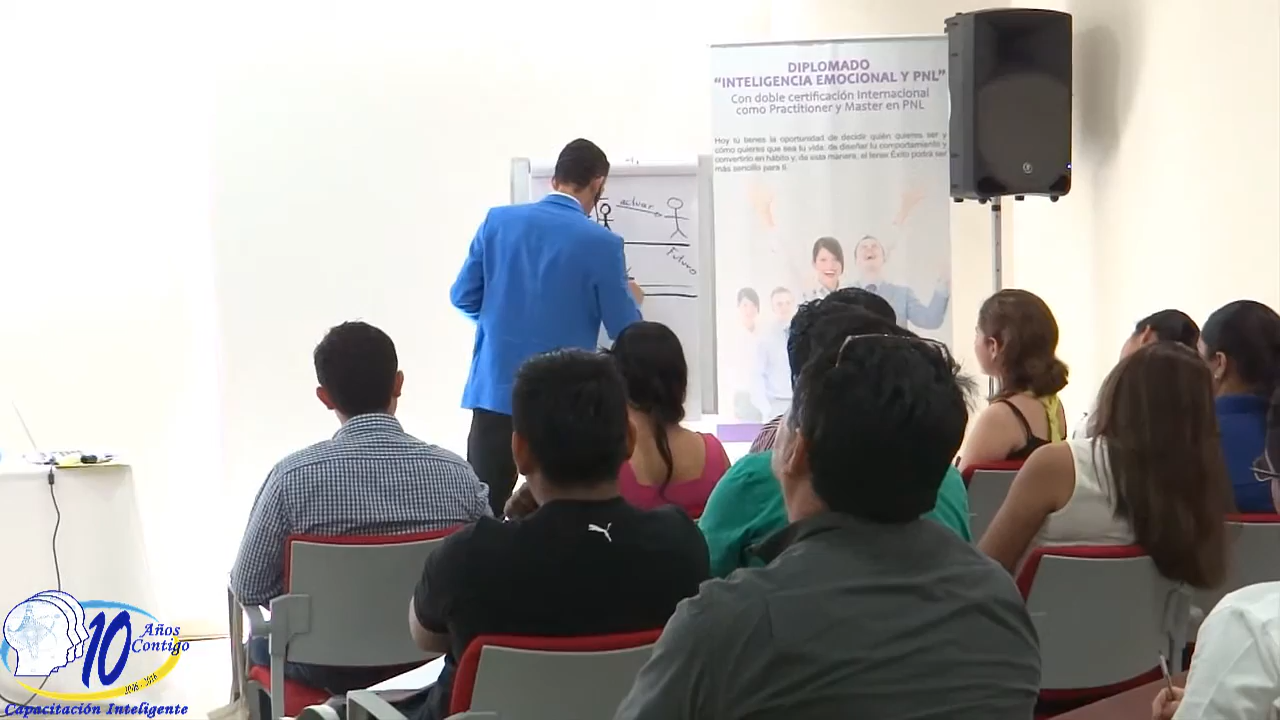 DIPLOMADO
“INTELIGENCIA EMOCIONAL Y PNL”
Con doble certificación Internacional
como Practitioner y Master en PNL
Hoy tú tienes la oportunidad de decidir quién quieres ser y
cómo quieres que sea tu vida; de diseñar tu comportamiento y
convertirlo en hábito y, de esta manera, el tener Éxito podrá ser
más sencillo para ti.
actuar
Futuro
10 Años
Contigo
2006 - 2016
Capacitación Inteligente